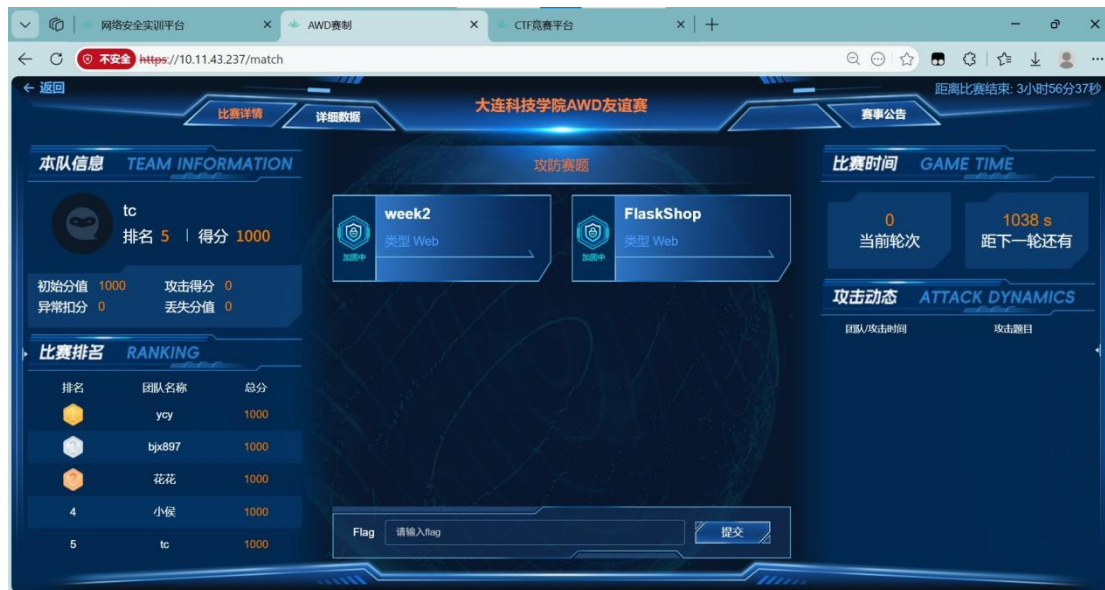 网络安全实训平台
AWD赛制
CTF竞赛平台
不安全 https://10.11.43.237/match
返回
比赛详情
详细数据
大连科技学院AWD友谊赛
赛事公告
距离比赛结束: 3小时56分37秒
本队信息 TEAM INFORMATION
tc
排名 5 | 得分 1000
初始分值 1000 攻击得分 0
异常扣分 0 丢失分值 0
比赛排名 RANKING
排名 团队名称 总分
ycy 1000
bjx897 1000
花花 1000
4 小侯 1000
5 tc 1000
攻防赛题
week2
类型 Web
加固中
FlaskShop
类型 Web
加固中
Flag 请输入flag 提交
比赛时间 GAME TIME
0 1038 s
当前轮次 距下一轮还有
攻击动态 ATTACK DYNAMICS
团队/攻击时间 攻击题目